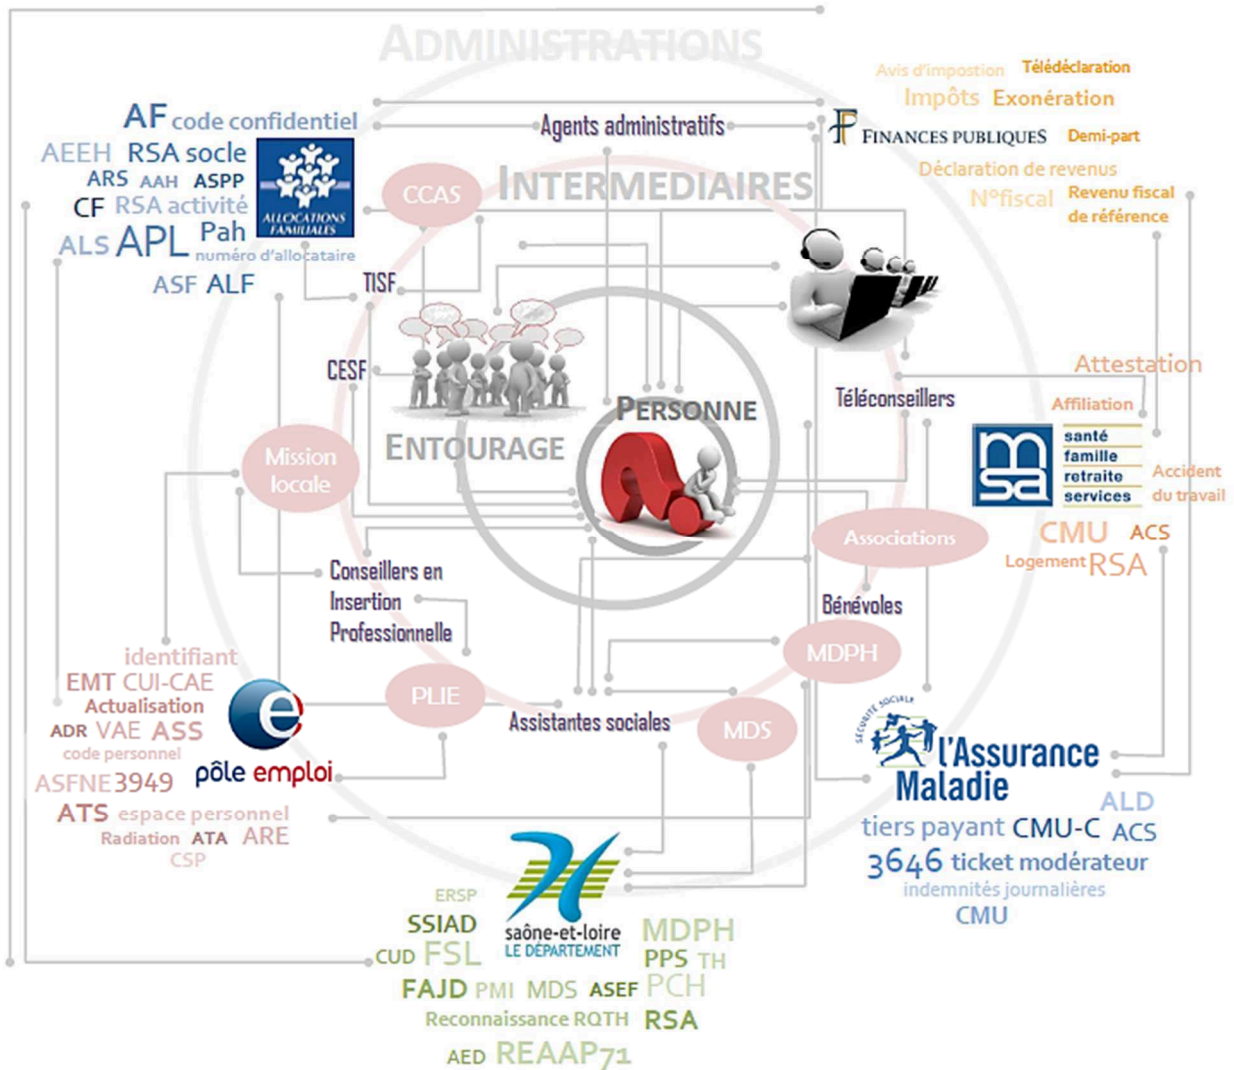 ADMINISTRATIONS
Avis d'impostion Télédéclaration
Impôts Exonération
FINANCES PUBLIQUES Demi-part
Déclaration de revenus
N°fiscal Revenu fiscal
de référence
AF code confidentiel
AEEH RSA socle
ARS AAH ASPP
CF RSA activité
ALS APL Pah
numéro d'allocataire
ASF ALF
ALLOCATIONS
FAMILIALES
Agents administratifs
CCAS
INTERMEDIAIRES
TISF
CESF
ENTOURAGE
PERSONNE
Téléconseillers
Attestation
Affiliation
msa
santé
famille
retraite
services
Accident
du travail
CMU ACS
Logement RSA
Mission
locale
Associations
Bénévoles
Conseillers en
Insertion
Professionnelle
MDPH
PLIE
Assistantes sociales
MDS
identifiant
EMT CUI-CAE
Actualisation
ADR VAE ASS
code personnel
ASFNE 3949
ATS espace personnel
Radiation ATA ARE
CSP
pôle emploi
SÉCURITÉ SOCIALE
l'Assurance
Maladie
ALD
tiers payant CMU-C ACS
3646 ticket modérateur
indemnités journalières
CMU
saône-et-loire
LE DÉPARTEMENT
ERSP
SSIAD
CUD FSL
MDPH
PPS TH
FAJD PMI MDS ASEF PCH
Reconnaissance RQTH RSA
AED REAAP71